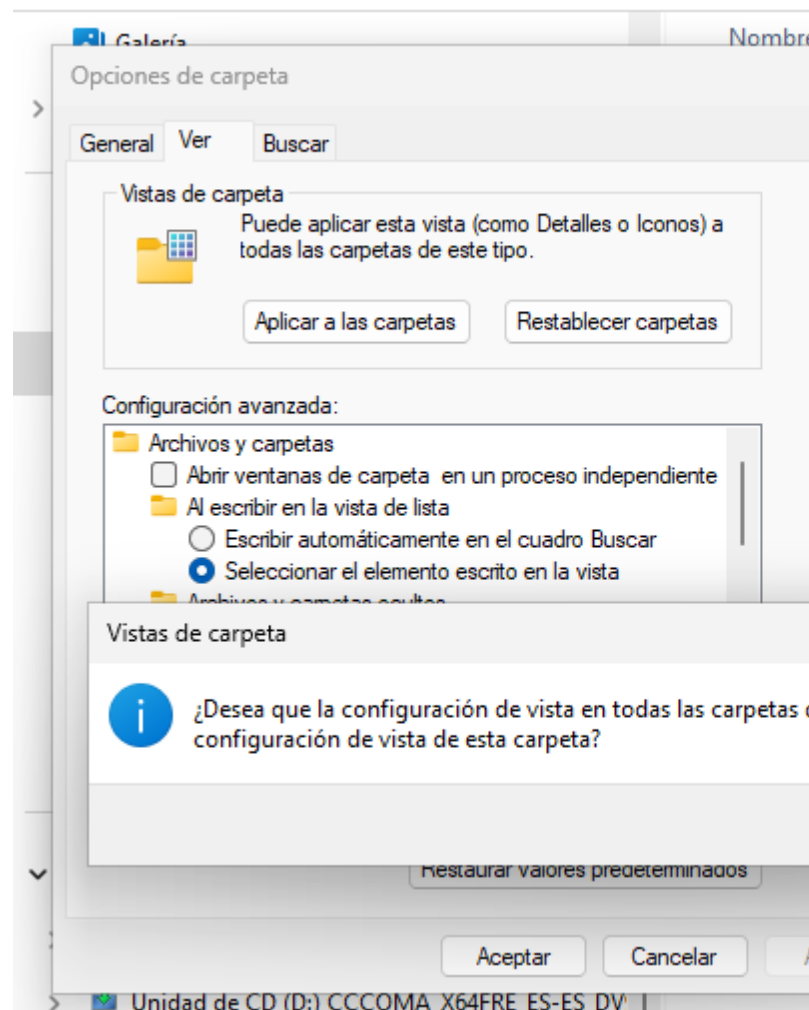 Galería
Nombre
Opciones de carpeta
General Ver Buscar
Vistas de carpeta
Puede aplicar esta vista (como Detalles o Iconos) a
todas las carpetas de este tipo.
Aplicar a las carpetas Restablecer carpetas
Configuración avanzada:
Archivos y carpetas
Abrir ventanas de carpeta en un proceso independiente
Al escribir en la vista de lista
Escribir automáticamente en el cuadro Buscar
Seleccionar el elemento escrito en la vista
Archivos y carpetas ocultos
Vistas de carpeta
¿Desea que la configuración de vista en todas las carpetas
configuración de vista de esta carpeta?
Restaurar valores predeterminados
Aceptar Cancelar
Unidad de CD (D:) CCCOMA_X64FRE_ES-ES_DV